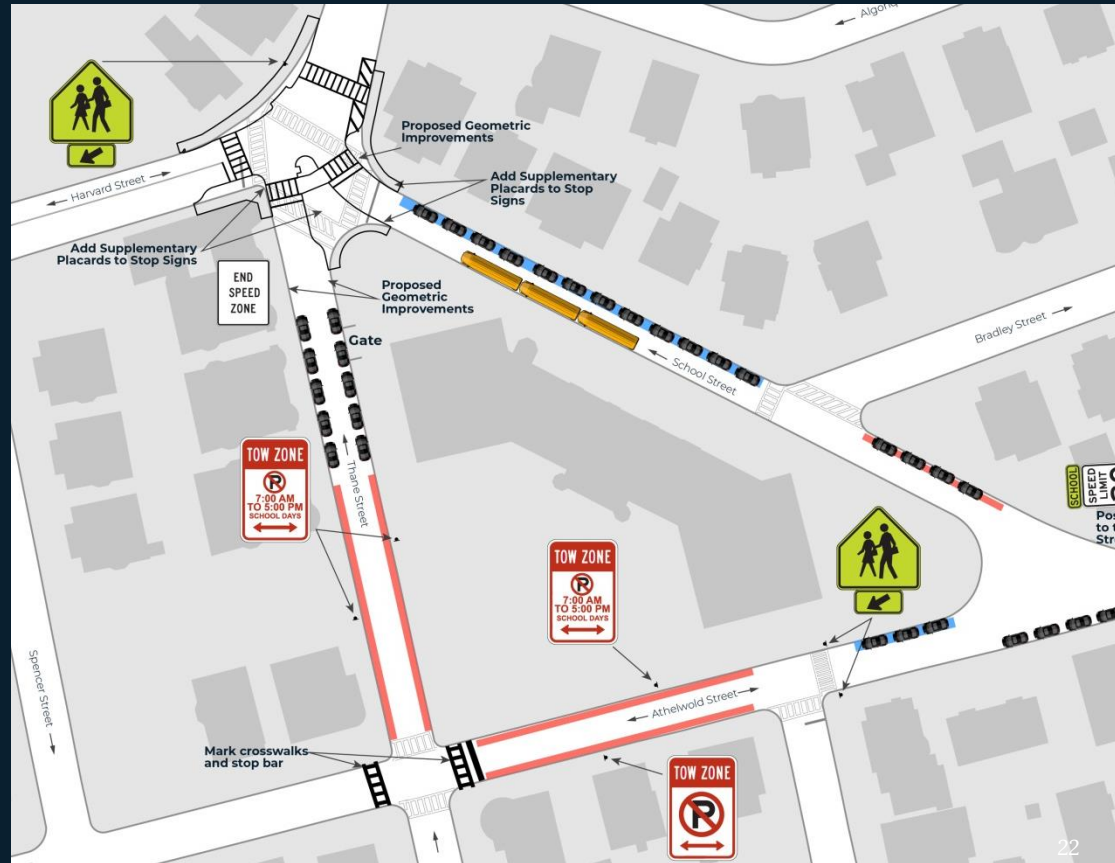 Proposed Geometric
Improvements
Harvard Street
Add Supplementary
Placards to Stop
Signs
Add Supplementary
Placards to Stop Signs
END
SPEED
ZONE
Proposed
Geometric
Improvements
Gate
School Street
Bradley Street
TOW ZONE
P
7:00 AM
TO 5:00 PM
SCHOOL DAYS
Thane Street
SCHOOL
SPEED
LIMIT
TOW ZONE
P
7:00 AM
TO 5:00 PM
SCHOOL DAYS
Spencer Street
Athelwold Street
Mark crosswalks
and stop bar
TOW ZONE
P
22